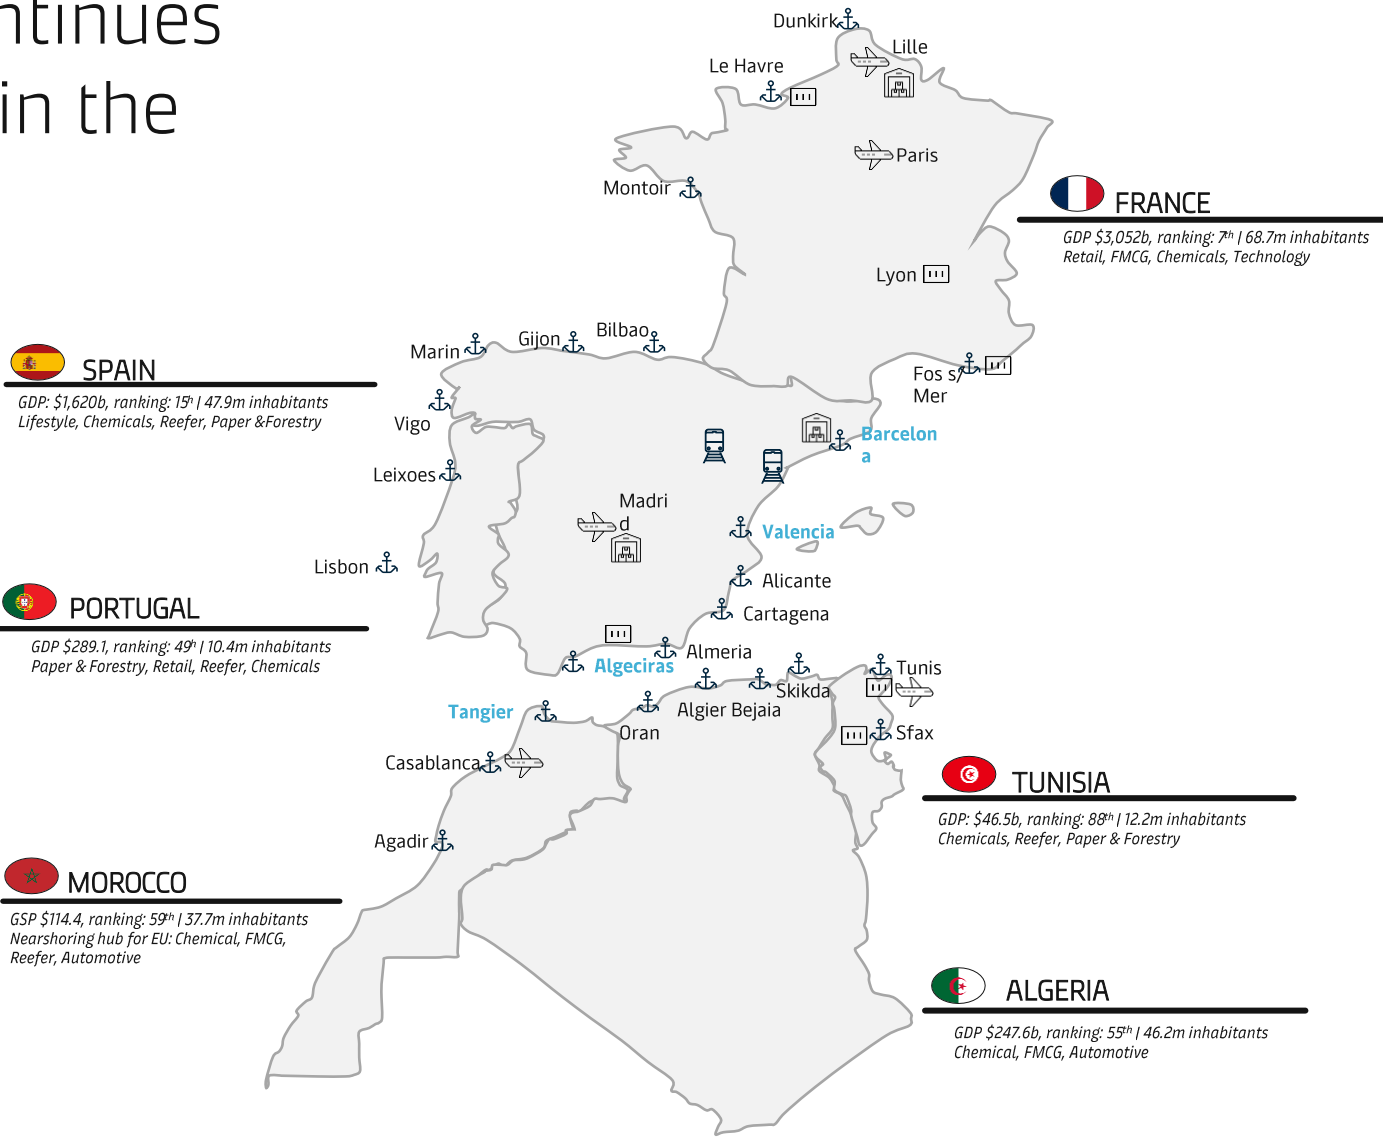 ntinues
in the
Dunkirk
Lille
Le Havre
Paris
Montoir
FRANCE
GDP $3,052b, ranking: 7th | 68.7m inhabitants
Retail, FMCG, Chemicals, Technology
Lyon
Marin
Gijon
Bilbao
Fos s/
Mer
SPAIN
GDP: $1,620b, ranking: 15h | 47.9m inhabitants
Lifestyle, Chemicals, Reefer, Paper &Forestry
Vigo
Barcelon
a
Leixoes
Madri
d
Valencia
Lisbon
Alicante
PORTUGAL
GDP $289.1, ranking: 49h | 10.4m inhabitants
Paper & Forestry, Retail, Reefer, Chemicals
Cartagena
Almeria
Algeciras
Tunis
Skikda
Tangier
Algier Bejaia
Oran
Sfax
Casablanca
TUNISIA
GDP: $46.5b, ranking: 88th | 12.2m inhabitants
Chemicals, Reefer, Paper & Forestry
Agadir
MOROCCO
GSP $114.4, ranking: 59th | 37.7m inhabitants
Nearshoring hub for EU: Chemical, FMCG,
Reefer, Automotive
ALGERIA
GDP $247.6b, ranking: 55th | 46.2m inhabitants
Chemical, FMCG, Automotive